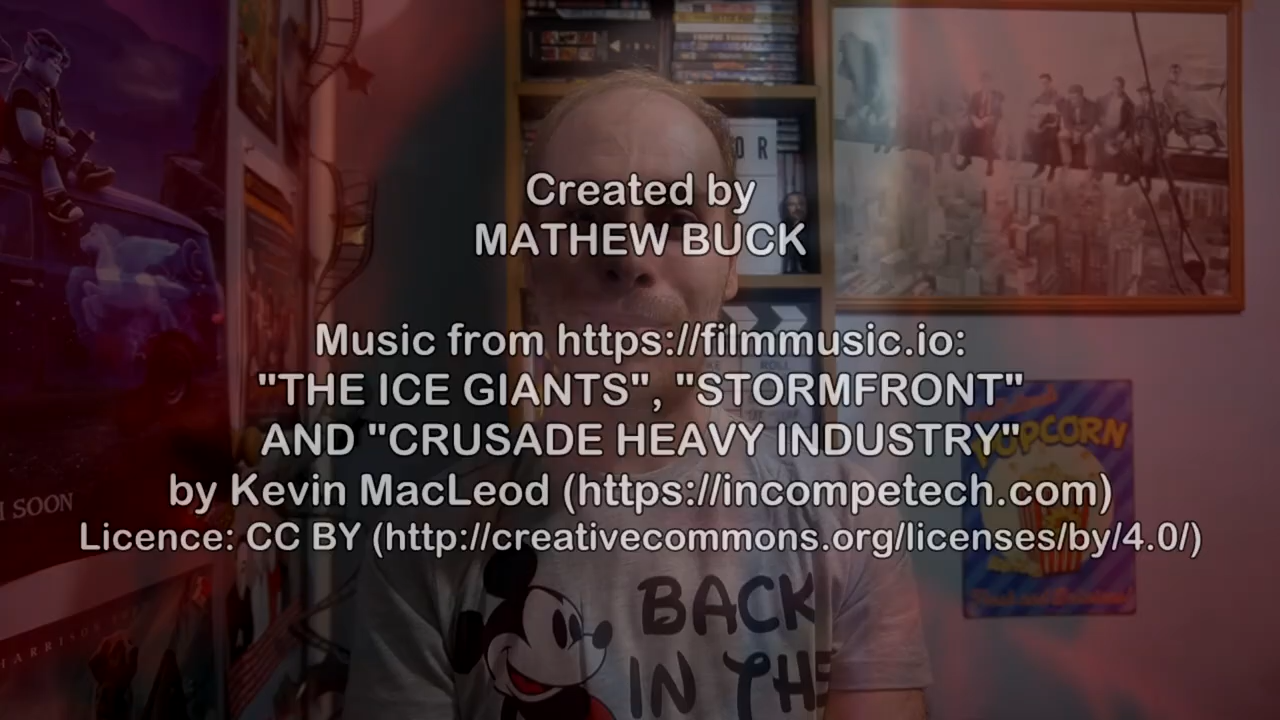 OR
Created by
MATHEW BUCK
Music from https://filmmusic.io:
"THE ICE GIANTS", "STORMFRONT"
AND "CRUSADE HEAVY INDUSTRY"
by Kevin MacLeod (https://incompetech.com)
Licence: CC BY (http://creativecommons.org/licenses/by/4.0/)
POPCORN
SOON
HARRISON
BACK
IN THE